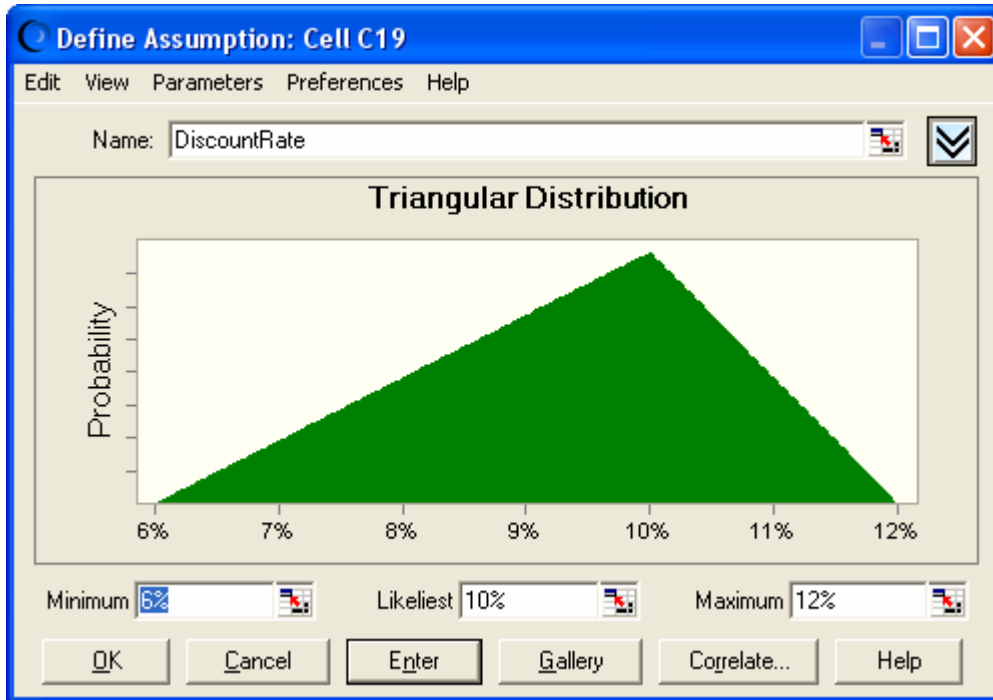 Define Assumption: Cell C19
Edit View Parameters Preferences Help
Name: DiscountRate
Triangular Distribution
Probability
6% 7% 8% 9% 10% 11% 12%
Minimum 6% Likeliest 10% Maximum 12%
OK Cancel Enter Gallery Correlate... Help